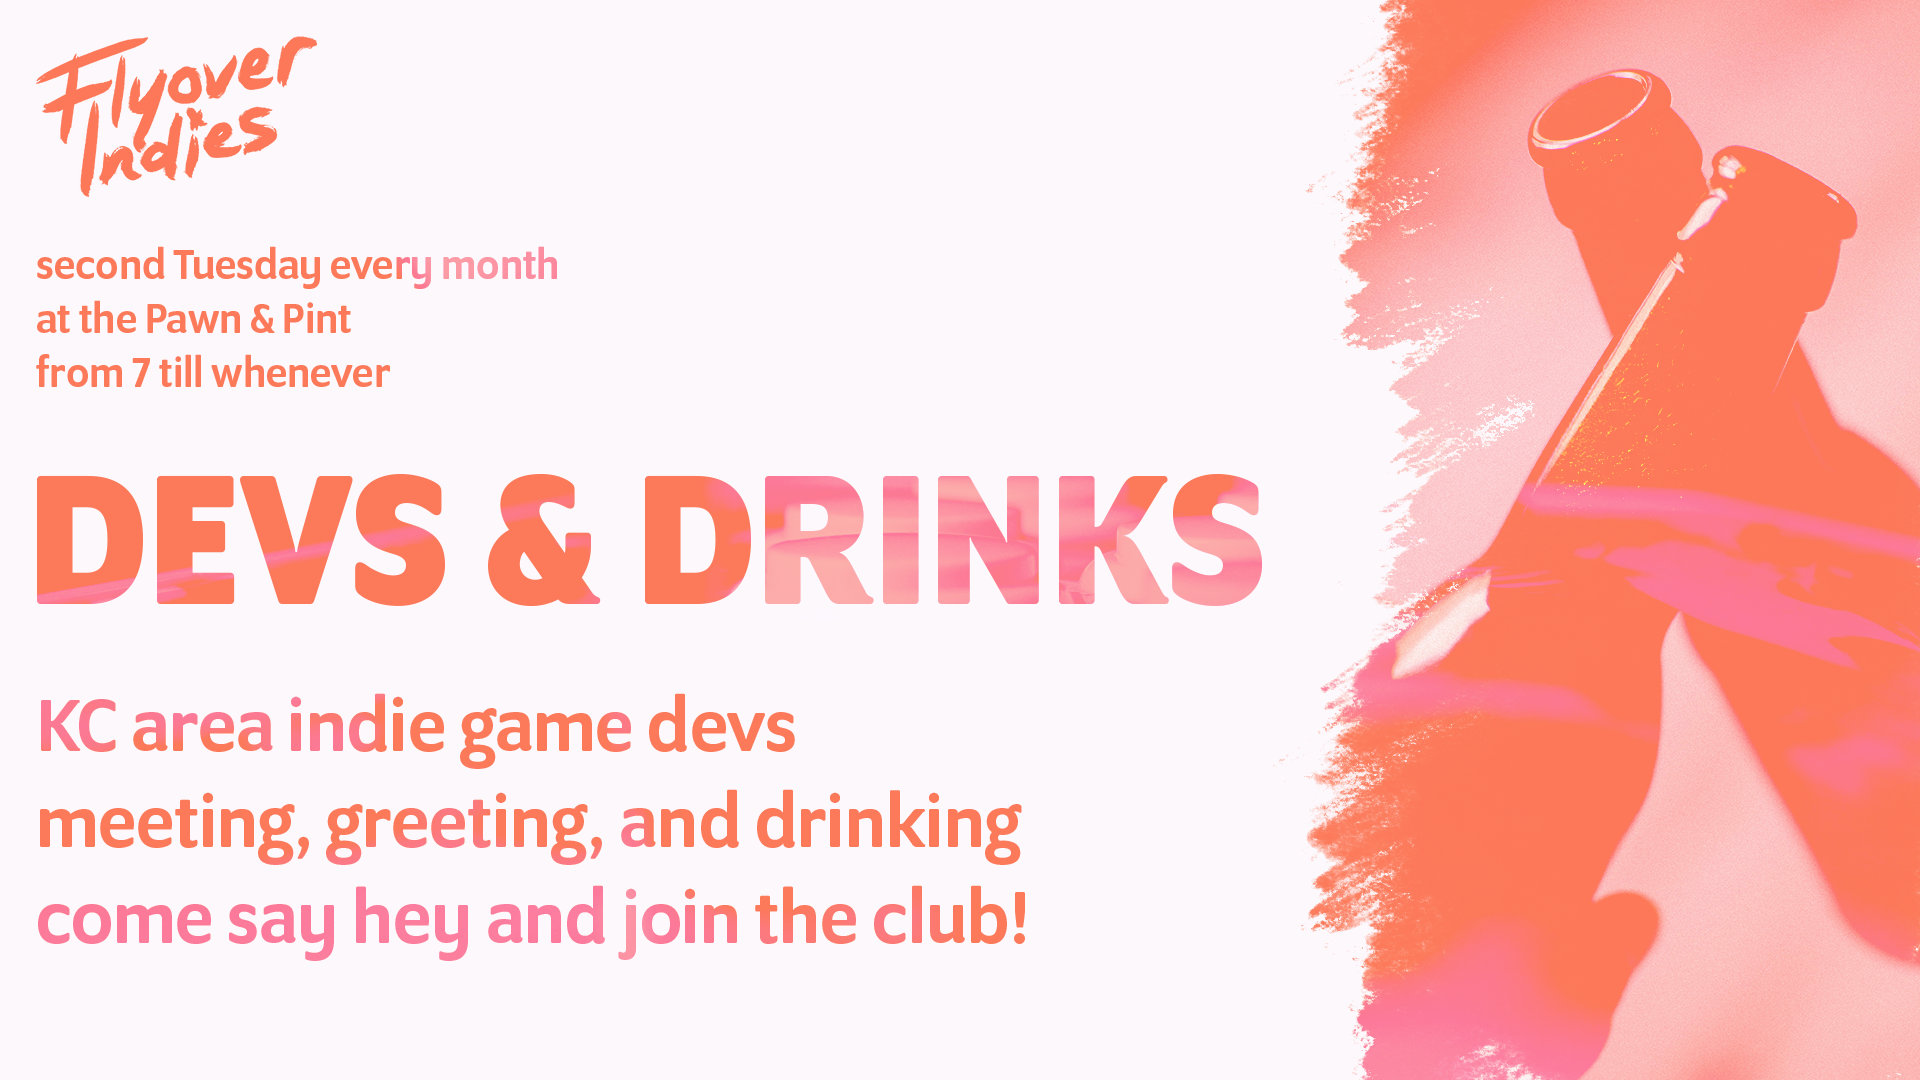 Flyover
Indies
second Tuesday every month
at the Pawn & Pint
from 7 till whenever
DEVS & DRINKS
KC area indie game devs
meeting, greeting, and drinking
come say hey and join the club!